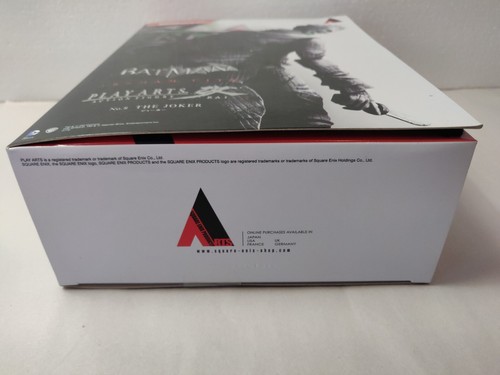 BATMAN
PLAY ARTS
No.4 THE JOKER
PLAY ARTS is a registered trademark or trademark of Square Enix Co., Ltd.
SQUARE ENIX, the SQUARE ENIX logo, SQUARE ENIX PRODUCTS and the SQUARE ENIX PRODUCTS logo are registered trademarks or trademarks of Square Enix Holdings Co., Ltd.
ARTS
ONLINE PURCHASES AVAILABLE IN
JAPAN
USA UK
FRANCE GERMANY
www.square-enix-shop.com